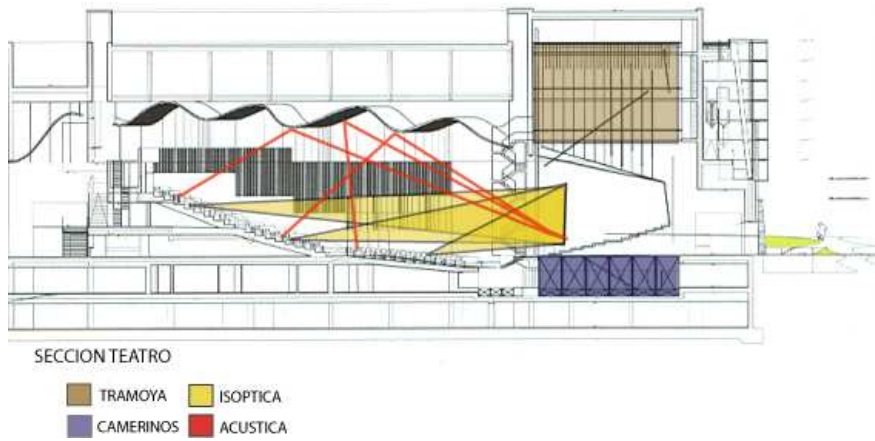 SECCION TEATRO
TRAMOYA
ISOPTICA
CAMERINOS
ACUSTICA